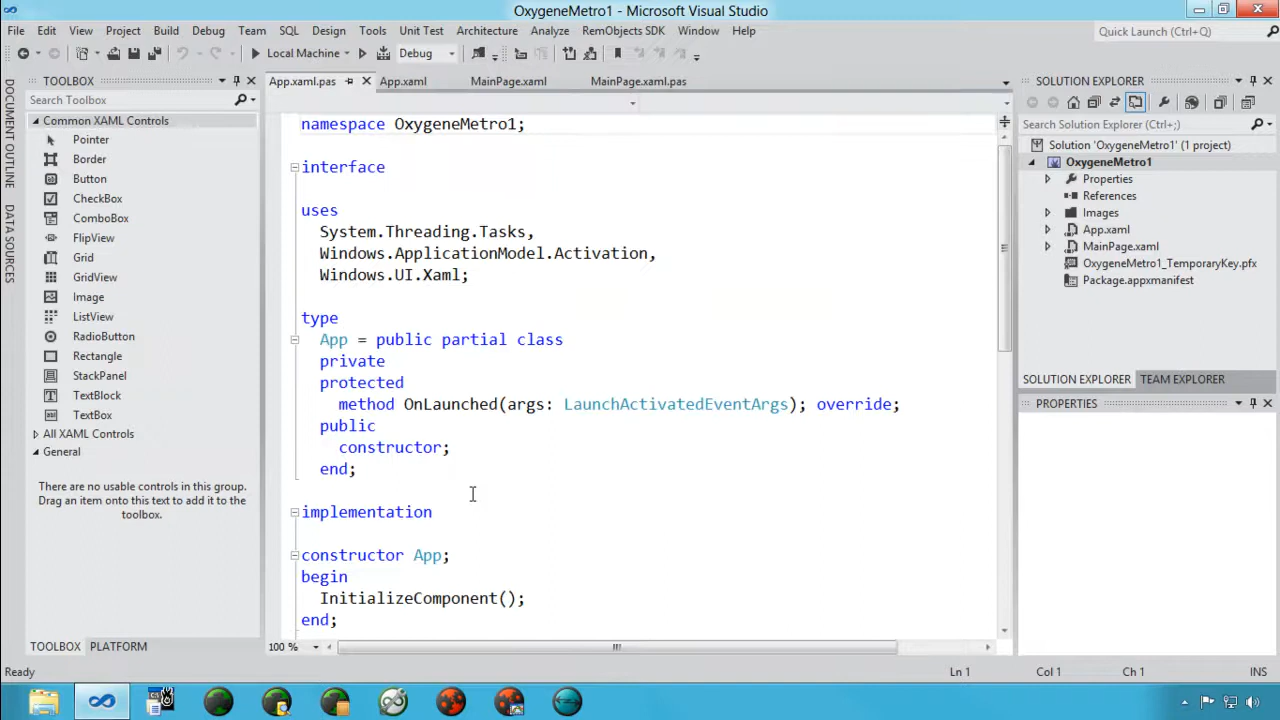 OxygeneMetro1 - Microsoft Visual Studio
File Edit View Project Build Debug Team SQL Design Tools Unit Test Architecture Analyze RemObjects SDK Window Help
Quick Launch (Ctrl+Q)
Local Machine
Debug
DOCUMENT OUTLINE
DATA SOURCES
TOOLBOX
Search Toolbox
Common XAML Controls
Pointer
Border
Button
CheckBox
ComboBox
FlipView
Grid
GridView
Image
ListView
RadioButton
Rectangle
StackPanel
TextBlock
TextBox
All XAML Controls
General
There are no usable controls in this group.
Drag an item onto this text to add it to the
toolbox.
TOOLBOX PLATFORM
App.xaml.pas App.xaml MainPage.xaml MainPage.xaml.pas
namespace OxygeneMetro1;
interface
uses
System.Threading.Tasks,
Windows.ApplicationModel.Activation,
Windows.UI.Xaml;
type
App = public partial class
private
protected
method OnLaunched(args: LaunchActivatedEventArgs); override;
public
constructor;
end;
implementation
constructor App;
begin
InitializeComponent();
end;
100 %
SOLUTION EXPLORER
Search Solution Explorer (Ctrl+;)
Solution 'OxygeneMetro1' (1 project)
OxygeneMetro1
Properties
References
Images
App.xaml
MainPage.xaml
OxygeneMetro1_TemporaryKey.pfx
Package.appxmanifest
SOLUTION EXPLORER TEAM EXPLORER
PROPERTIES
Ready Ln 1 Col 1 Ch 1 INS